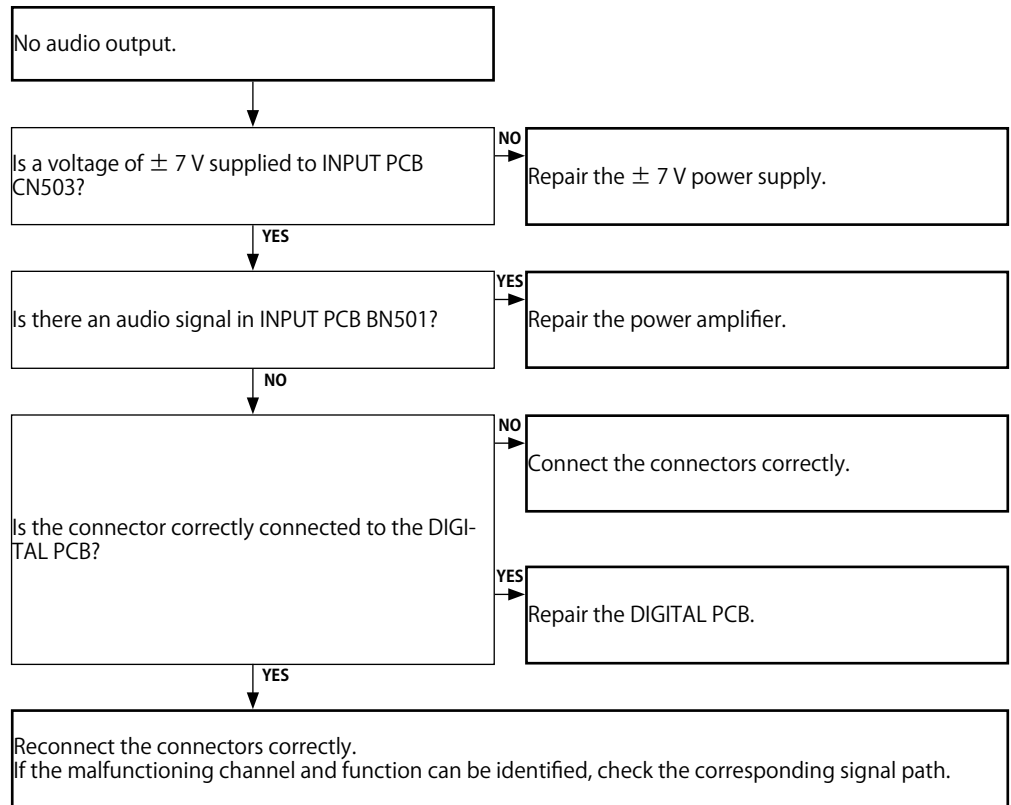 No audio output.
Is a voltage of ± 7 V supplied to INPUT PCB
CN503?
NO
Repair the ± 7 V power supply.
YES
Is there an audio signal in INPUT PCB BN501?
YES
Repair the power amplifier.
NO
Is the connector correctly connected to the DIGI-
TAL PCB?
NO
Connect the connectors correctly.
YES
Repair the DIGITAL PCB.
YES
Reconnect the connectors correctly.
If the malfunctioning channel and function can be identified, check the corresponding signal path.